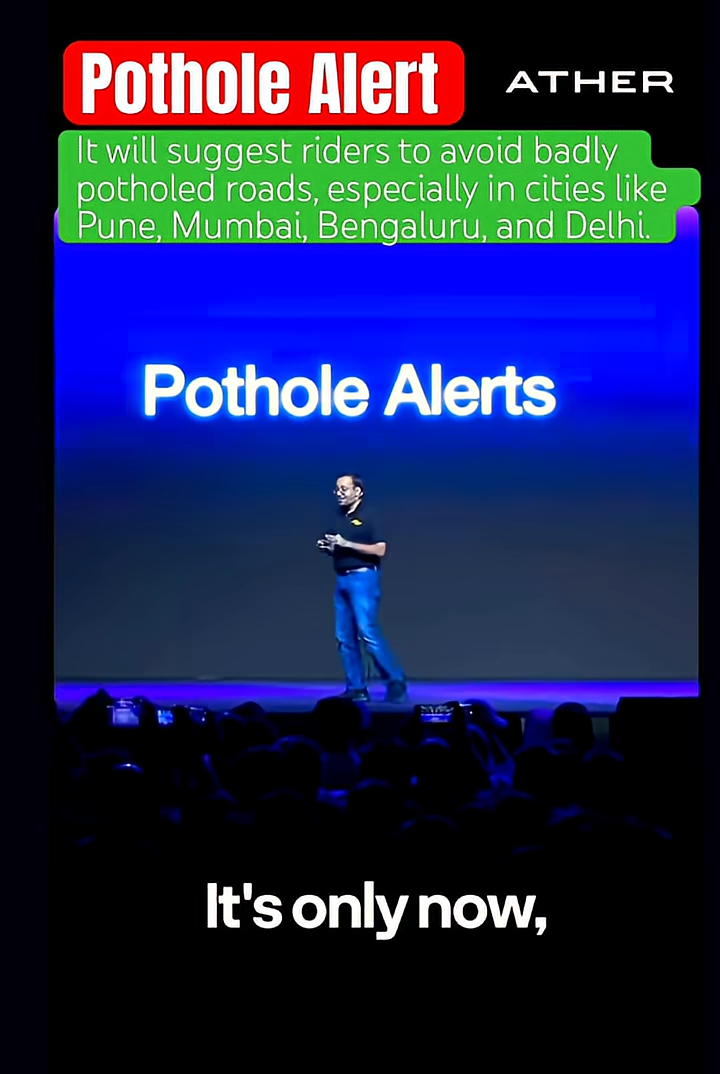 Pothole Alert
ATHER
It will suggest riders to avoid badly
potholed roads, especially in cities like
Pune, Mumbai, Bengaluru, and Delhi.
Pothole Alerts
It's only now,